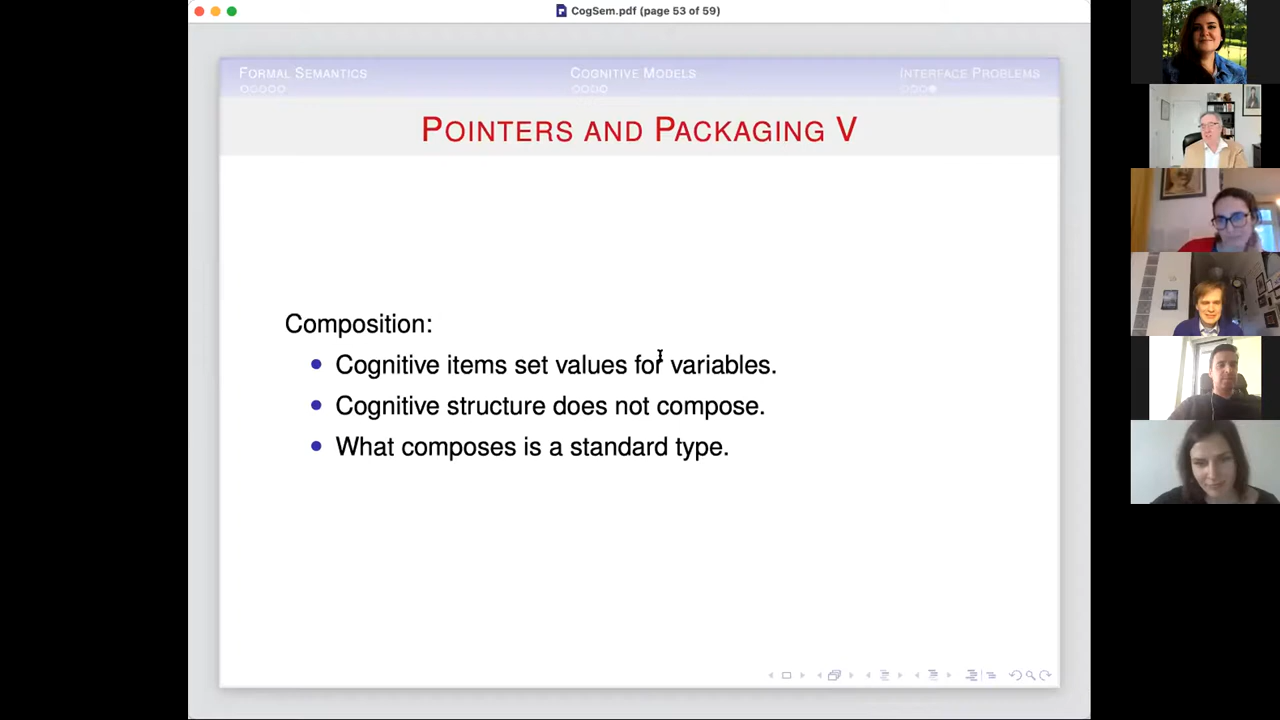 CogSem.pdf (page 53 of 59)
FORMAL SEMANTICS
COGNITIVE MODELS
INTERFACE PROBLEMS
POINTERS AND PACKAGING V
Composition:
Cognitive items set values for variables.
Cognitive structure does not compose.
What composes is a standard type.